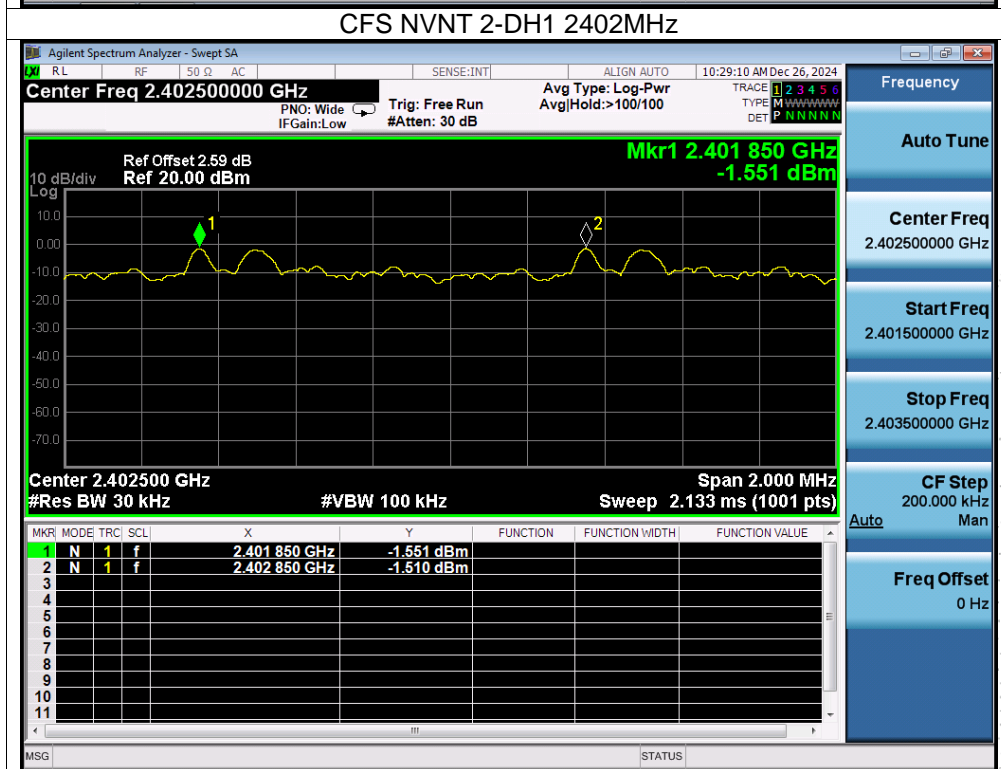 CFS NVNT 2-DH1 2402MHz
Agilent Spectrum Analyzer - Swept SA
LXI RL RF 50 Ω AC SENSE:INT ALIGN AUTO 10:29:10 AM Dec 26, 2024
Center Freq 2.402500000 GHz Avg Type: Log-Pwr TRACE 1 2 3 4 5 6
PNO: Wide Trig: Free Run Avg|Hold:>100/100 TYPE M WWWWW
IFGain:Low #Atten: 30 dB DET P N N N N N
Frequency
Auto Tune
Center Freq
2.402500000 GHz
Start Freq
2.401500000 GHz
Stop Freq
2.403500000 GHz
CF Step
200.000 kHz
Auto Man
Freq Offset
0 Hz
Mkr1 2.401 850 GHz
-1.551 dBm
Ref Offset 2.59 dB
10 dB/div Ref 20.00 dBm
Log
10.0
0.00
-10.0
-20.0
-30.0
-40.0
-50.0
-60.0
-70.0
1
2
Center 2.402500 GHz Span 2.000 MHz
#Res BW 30 kHz #VBW 100 kHz Sweep 2.133 ms (1001 pts)
MKR MODE TRC SCL X Y FUNCTION FUNCTION WIDTH FUNCTION VALUE
1 N 1 f 2.401 850 GHz -1.551 dBm
2 N 1 f 2.402 850 GHz -1.510 dBm
3
4
5
6
7
8
9
10
11
MSG STATUS